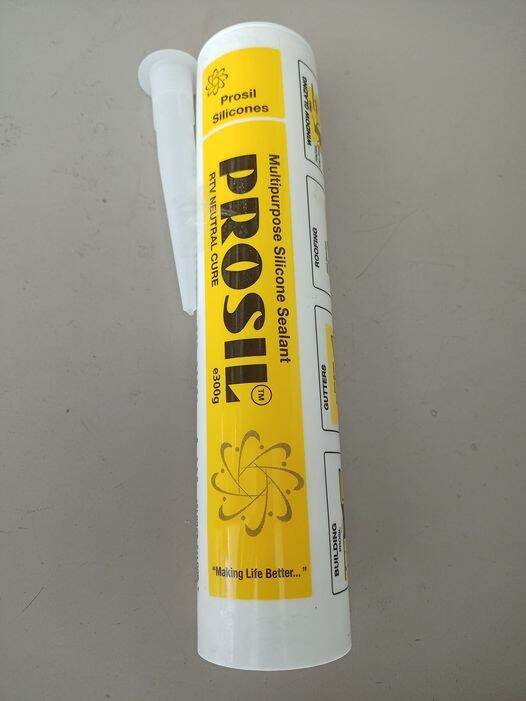 Prosil
Silicones
Multipurpose Silicone Sealant
PROSIL TM
RTV NEUTRAL CURE
e300g
"Making Life Better..."
WINDOW GLAZING
ROOFING
GUTTERS
BUILDING